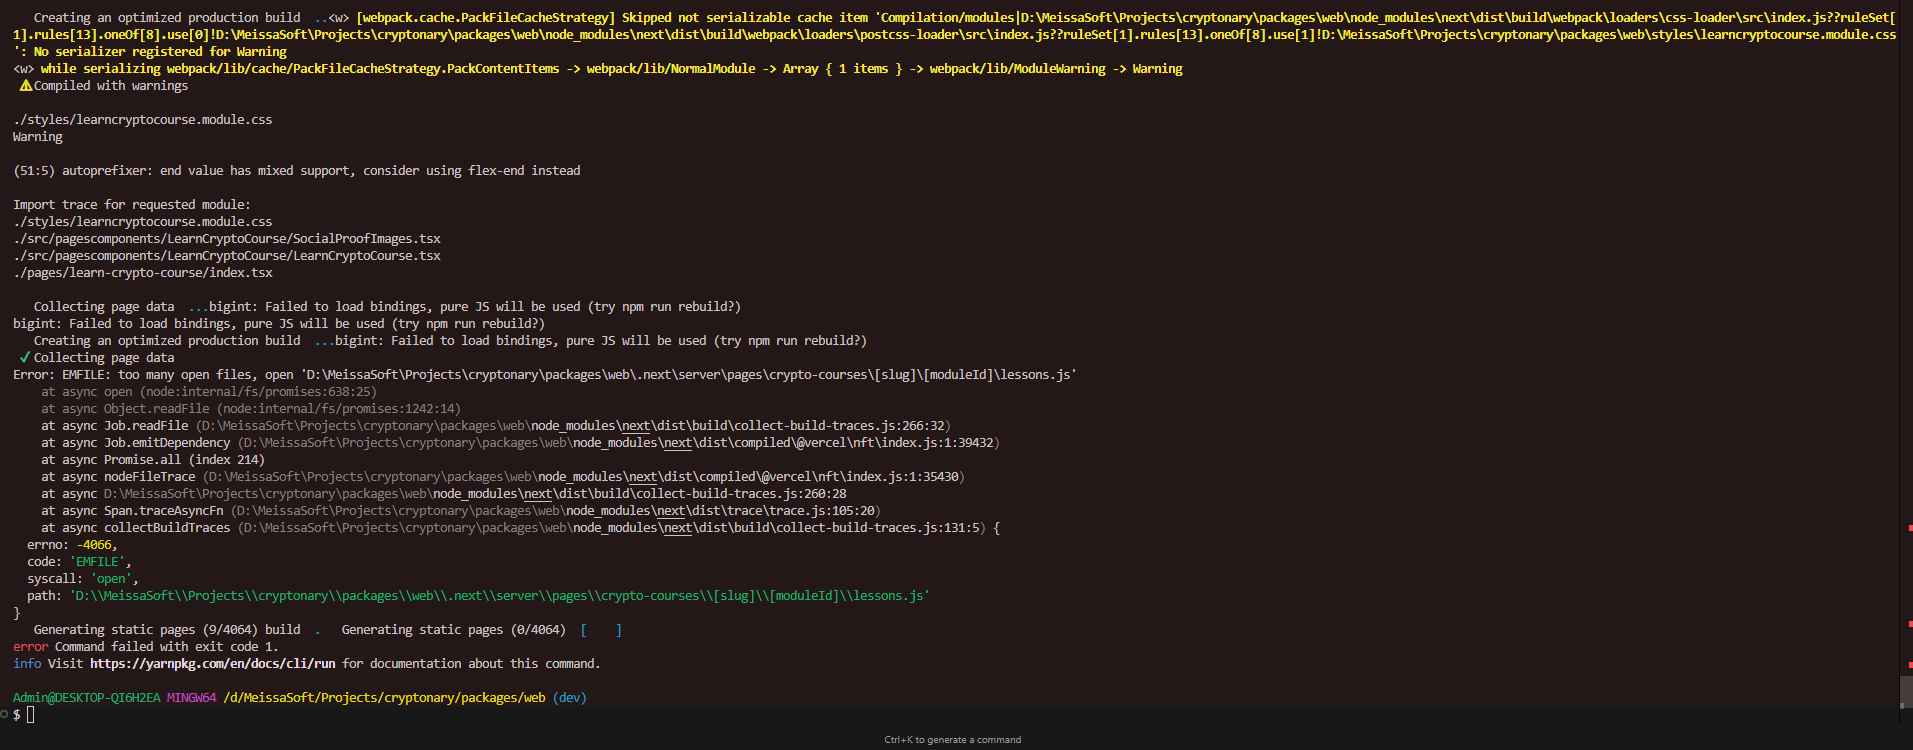 Creating an optimized production build  ..<w> [webpack.cache.PackFileCacheStrategy] Skipped not serializable cache item 'Compilation/modules|D:\MeissaSoft\Projects\cryptonary\packages\web\node_modules\next\dist\build\webpack\loaders\css-loader\src\index.js??ruleSet[
1].rules[13].oneOf[8].use[0]!D:\MeissaSoft\Projects\cryptonary\packages\web\node_modules\next\dist\build\webpack\loaders\postcss-loader\src\index.js??ruleSet[1].rules[13].oneOf[8].use[1]!D:\MeissaSoft\Projects\cryptonary\packages\web\styles\learncryptocourse.module.css
': No serializer registered for Warning
<w> while serializing webpack/lib/cache/PackFileCacheStrategy.PackContentItems -> webpack/lib/NormalModule -> Array { 1 items } -> webpack/lib/ModuleWarning -> Warning
⚠Compiled with warnings
./styles/learncryptocourse.module.css
Warning
(51:5) autoprefixer: end value has mixed support, consider using flex-end instead
Import trace for requested module:
./styles/learncryptocourse.module.css
./src/pagescomponents/LearnCryptoCourse/SocialProofImages.tsx
./src/pagescomponents/LearnCryptoCourse/LearnCryptoCourse.tsx
./pages/learn-crypto-course/index.tsx
Collecting page data  ...bigint: Failed to load bindings, pure JS will be used (try npm run rebuild?)
bigint: Failed to load bindings, pure JS will be used (try npm run rebuild?)
Creating an optimized production build  ...bigint: Failed to load bindings, pure JS will be used (try npm run rebuild?)
✓Collecting page data
Error: EMFILE: too many open files, open 'D:\MeissaSoft\Projects\cryptonary\packages\web\.next\server\pages\crypto-courses\[slug]\[moduleId]\lessons.js'
at async open (node:internal/fs/promises:638:25)
at async Object.readFile (node:internal/fs/promises:1242:14)
at async Job.readFile (D:\MeissaSoft\Projects\cryptonary\packages\web\node_modules\next\dist\build\collect-build-traces.js:266:32)
at async Job.emitDependency (D:\MeissaSoft\Projects\cryptonary\packages\web\node_modules\next\dist\compiled\@vercel\nft\index.js:1:39432)
at async Promise.all (index 214)
at async nodeFileTrace (D:\MeissaSoft\Projects\cryptonary\packages\web\node_modules\next\dist\compiled\@vercel\nft\index.js:1:35430)
at async D:\MeissaSoft\Projects\cryptonary\packages\web\node_modules\next\dist\build\collect-build-traces.js:260:28
at async Span.traceAsyncFn (D:\MeissaSoft\Projects\cryptonary\packages\web\node_modules\next\dist\trace\trace.js:105:20)
at async collectBuildTraces (D:\MeissaSoft\Projects\cryptonary\packages\web\node_modules\next\dist\build\collect-build-traces.js:131:5) {
errno: -4066,
code: 'EMFILE',
syscall: 'open',
path: 'D:\\MeissaSoft\\Projects\\cryptonary\\packages\\web\\.next\\server\\pages\\crypto-courses\\[slug]\\[moduleId]\\lessons.js'
}
Generating static pages (9/4064) build  .   Generating static pages (0/4064)  [    ]
error Command failed with exit code 1.
info Visit https://yarnpkg.com/en/docs/cli/run for documentation about this command.
Admin@DESKTOP-QI6H2EA MINGW64 /d/MeissaSoft/Projects/cryptonary/packages/web (dev)
$
Ctrl+K to generate a command